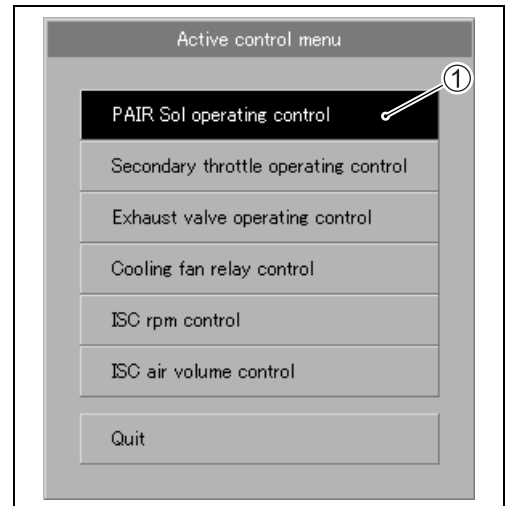 Active control menu
①
PAIR Sol operating control
Secondary throttle operating control
Exhaust valve operating control
Cooling fan relay control
ISC rpm control
ISC air volume control
Quit